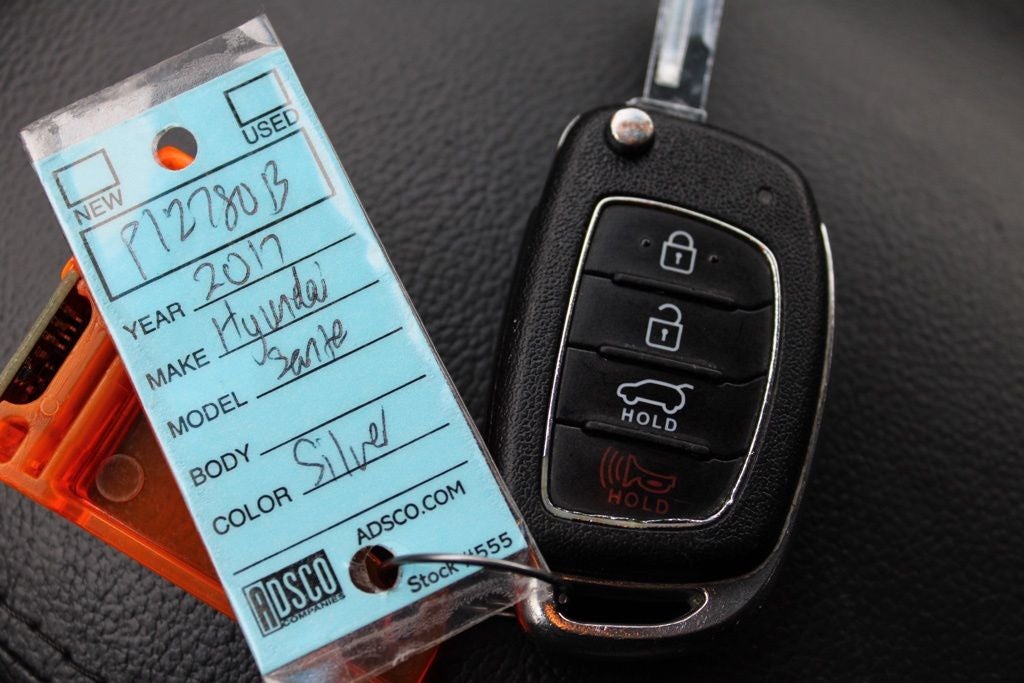 NEW USED
P12780B
YEAR 2017
MAKE Hyundai
MODEL Sante
BODY
COLOR Silver
ADSCO.COM
ADSCO
COMPANIES
Stock #555
HOLD
HOLD